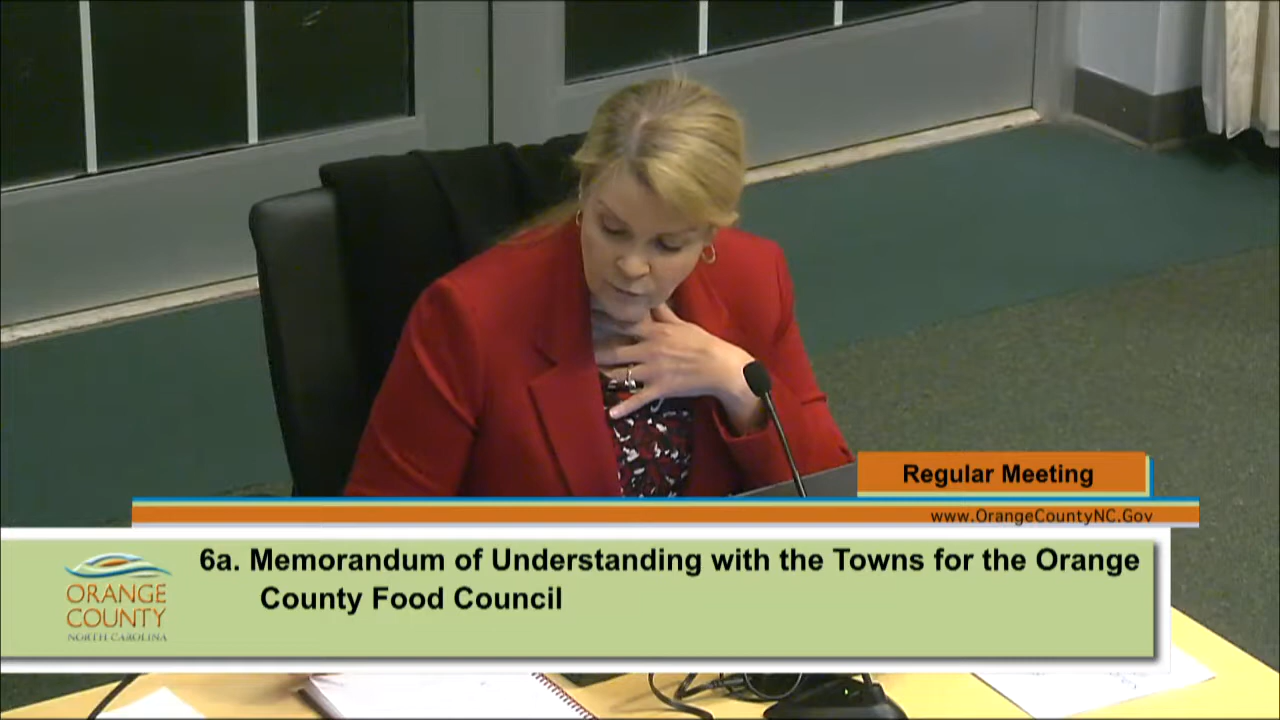 Regular Meeting
www.OrangeCountyNC.Gov
6a. Memorandum of Understanding with the Towns for the Orange
County Food Council
ORANGE
COUNTY
NORTH CAROLINA